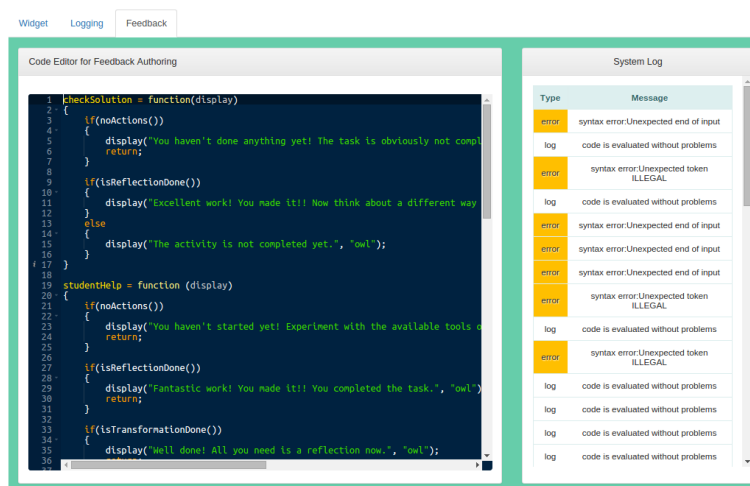 Widget Logging Feedback
Code Editor for Feedback Authoring
1 checkSolution = function(display)
2 {
3 if(noActions())
4 {
5 display("You haven't done anything yet! The task is obviously not compl
6 return;
7 }
8
9 if(isReflectionDone())
10 {
11 display("Excellent work! You made it!! Now think about a different way
12 }
13 else
14 {
15 display("The activity is not completed yet.", "owl");
16 }
i 17 }
18
19 studentHelp = function (display)
20 {
21 if(noActions())
22 {
23 display("You haven't started yet! Experiment with the available tools o
24 return;
25 }
26
27 if(isReflectionDone())
28 {
29 display("Fantastic work! You made it!! You completed the task.", "owl")
30 return;
31 }
32
33 if(isTransformationDone())
34 {
35 display("Well done! All you need is a reflection now.", "owl");
36
37
System Log
Type Message
error syntax error:Unexpected end of input
log code is evaluated without problems
error syntax error:Unexpected token
ILLEGAL
log code is evaluated without problems
error syntax error:Unexpected end of input
error syntax error:Unexpected end of input
error syntax error:Unexpected end of input
error syntax error:Unexpected token
ILLEGAL
log code is evaluated without problems
error syntax error:Unexpected token
ILLEGAL
log code is evaluated without problems
log code is evaluated without problems
log code is evaluated without problems
log code is evaluated without problems